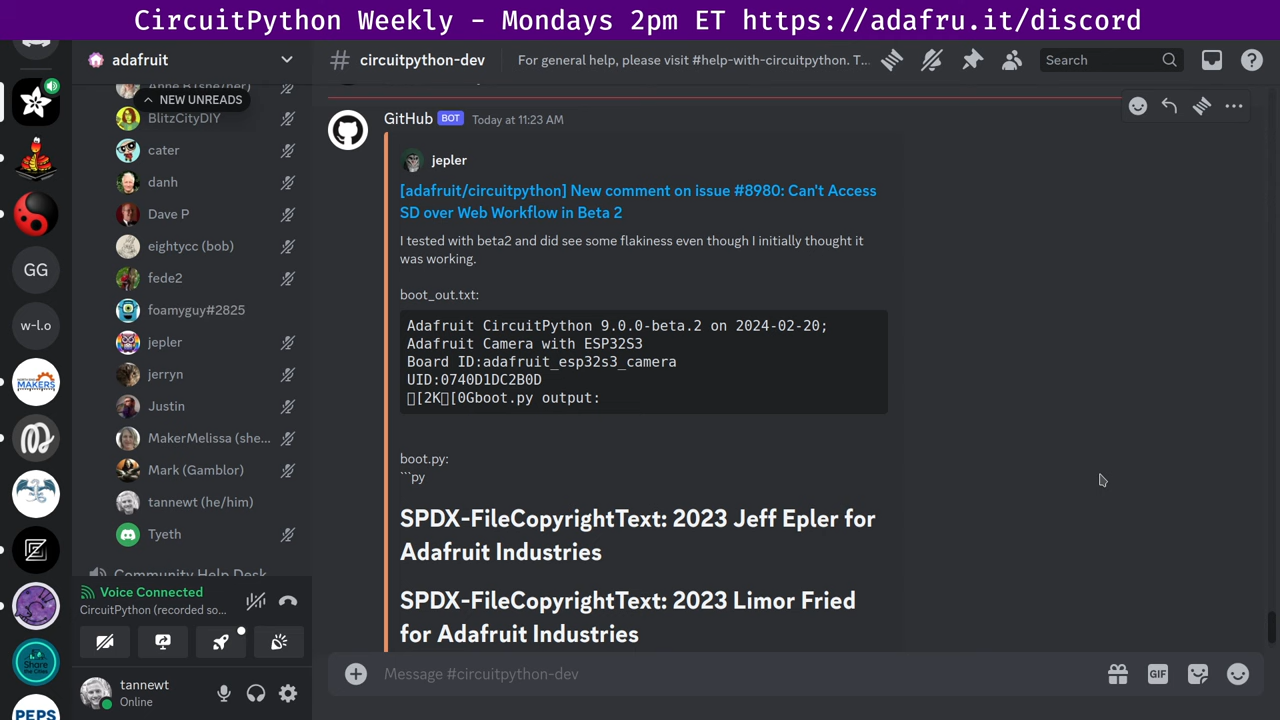 CircuitPython Weekly - Mondays 2pm ET https://adafru.it/discord
adafruit
NEW UNREADS
BlitzCityDIY
cater
danh
Dave P
eightycc (bob)
fede2
foamyguy#2825
jepler
jerryn
Justin
MakerMelissa (she...
Mark (Gamblor)
tannewt (he/him)
Tyeth
Community Help Desk
Voice Connected
CircuitPython (recorded so...
tannewt
Online
GG
w-l.o
MAKERS
Share
PEPS
# circuitpython-dev
For general help, please visit #help-with-circuitpython. T...
Search
GitHub BOT Today at 11:23 AM
jepler
[adafruit/circuitpython] New comment on issue #8980: Can't Access
SD over Web Workflow in Beta 2
I tested with beta2 and did see some flakiness even though I initially thought it
was working.
boot_out.txt:
Adafruit CircuitPython 9.0.0-beta.2 on 2024-02-20;
Adafruit Camera with ESP32S3
Board ID:adafruit_esp32s3_camera
UID:0740D1DC2B0D
[2K[0Gboot.py output:
boot.py:
```py
SPDX-FileCopyrightText: 2023 Jeff Epler for
Adafruit Industries
SPDX-FileCopyrightText: 2023 Limor Fried
for Adafruit Industries
Message #circuitpython-dev
GIF